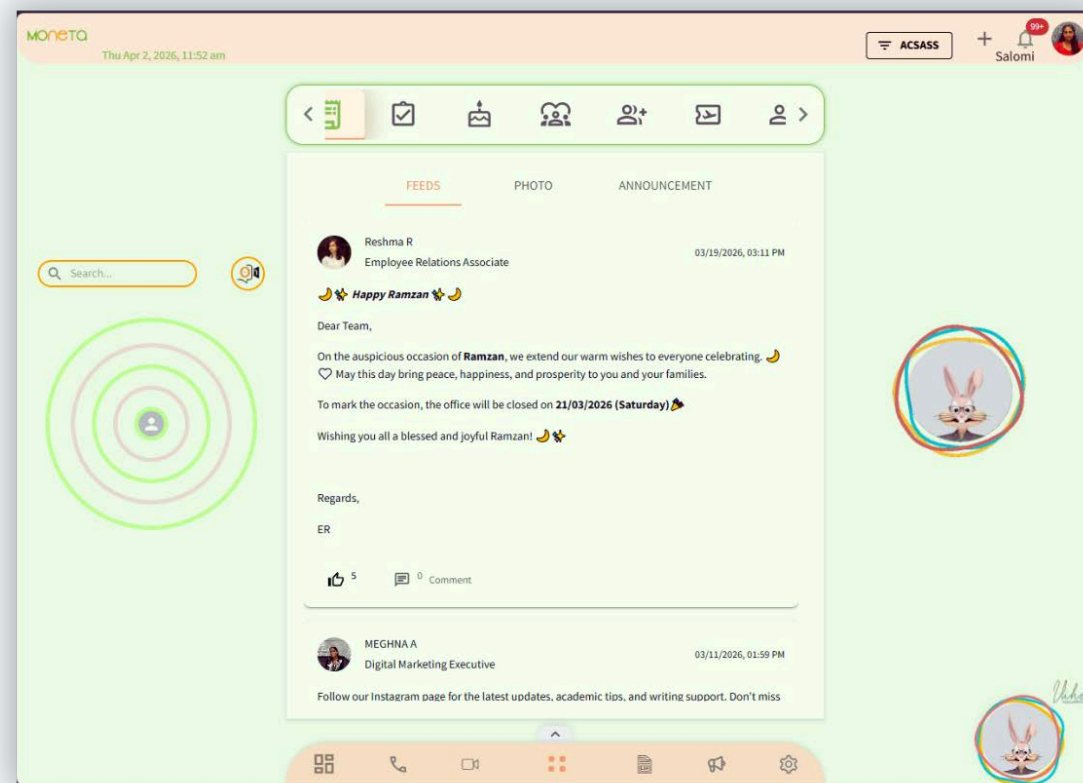 MONETA
Thu Apr 2, 2026, 11:52 am
ACSASS
99+
Salomi
FEEDS
PHOTO
ANNOUNCEMENT
Reshma R
03/19/2026, 03:11 PM
Employee Relations Associate
Search...
🌙✨ Happy Ramzan ✨🌙
Dear Team,
On the auspicious occasion of Ramzan, we extend our warm wishes to everyone celebrating. 🌙
♡ May this day bring peace, happiness, and prosperity to you and your families.
To mark the occasion, the office will be closed on 21/03/2026 (Saturday) 🎉
Wishing you all a blessed and joyful Ramzan! 🌙✨
Regards,
ER
5
0 Comment
MEGHNA A
03/11/2026, 01:59 PM
Digital Marketing Executive
Follow our Instagram page for the latest updates, academic tips, and writing support. Don't miss